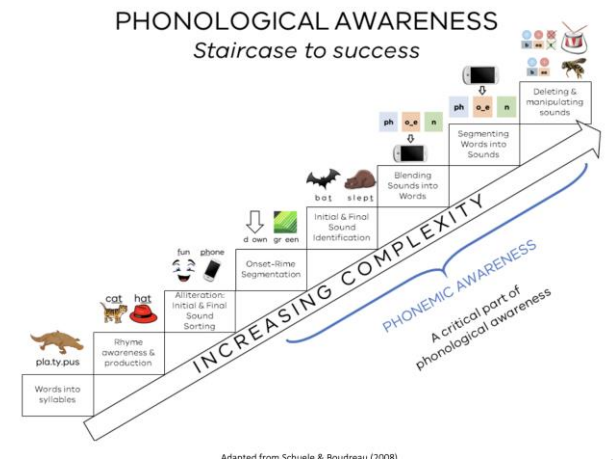 PHONOLOGICAL AWARENESS
Staircase to success
Deleting &
manipulating
sounds
ph o_e n
Segmenting
Words into
Sounds
ph o_e n
Blending
Sounds into
Words
bat slept
Initial & Final
Sound
Identification
d own gr een
Onset-Rime
Segmentation
fun phone
Alliteration:
Initial & Final
Sound
Sorting
cat hat
Rhyme
awareness &
production
pla.ty.pus
Words into
syllables
INCREASING COMPLEXITY
PHONEMIC AWARENESS
A critical part of
phonological awareness
Adapted from Schuele & Boudreau (2008)